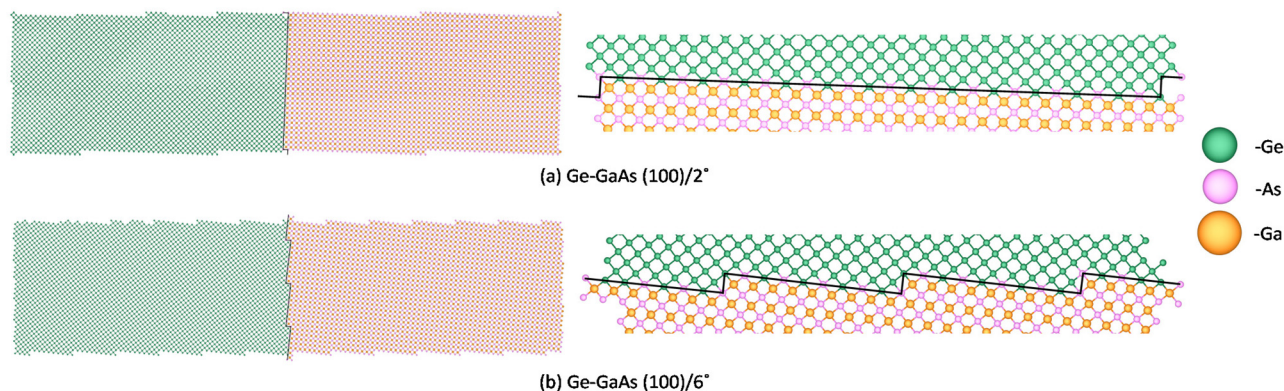 (a) Ge-GaAs (100)/2˚
-Ge
-As
-Ga
(b) Ge-GaAs (100)/6˚